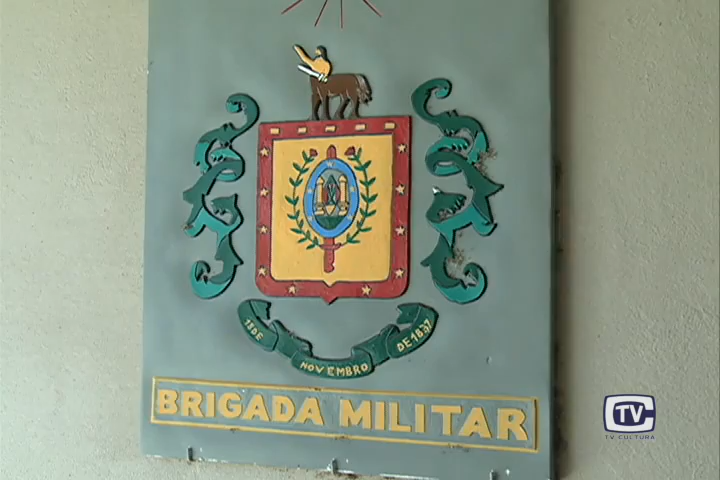 18 DE
NOVEMBRO
DE 1837
BRIGADA MILITAR
TV
TV CULTURA